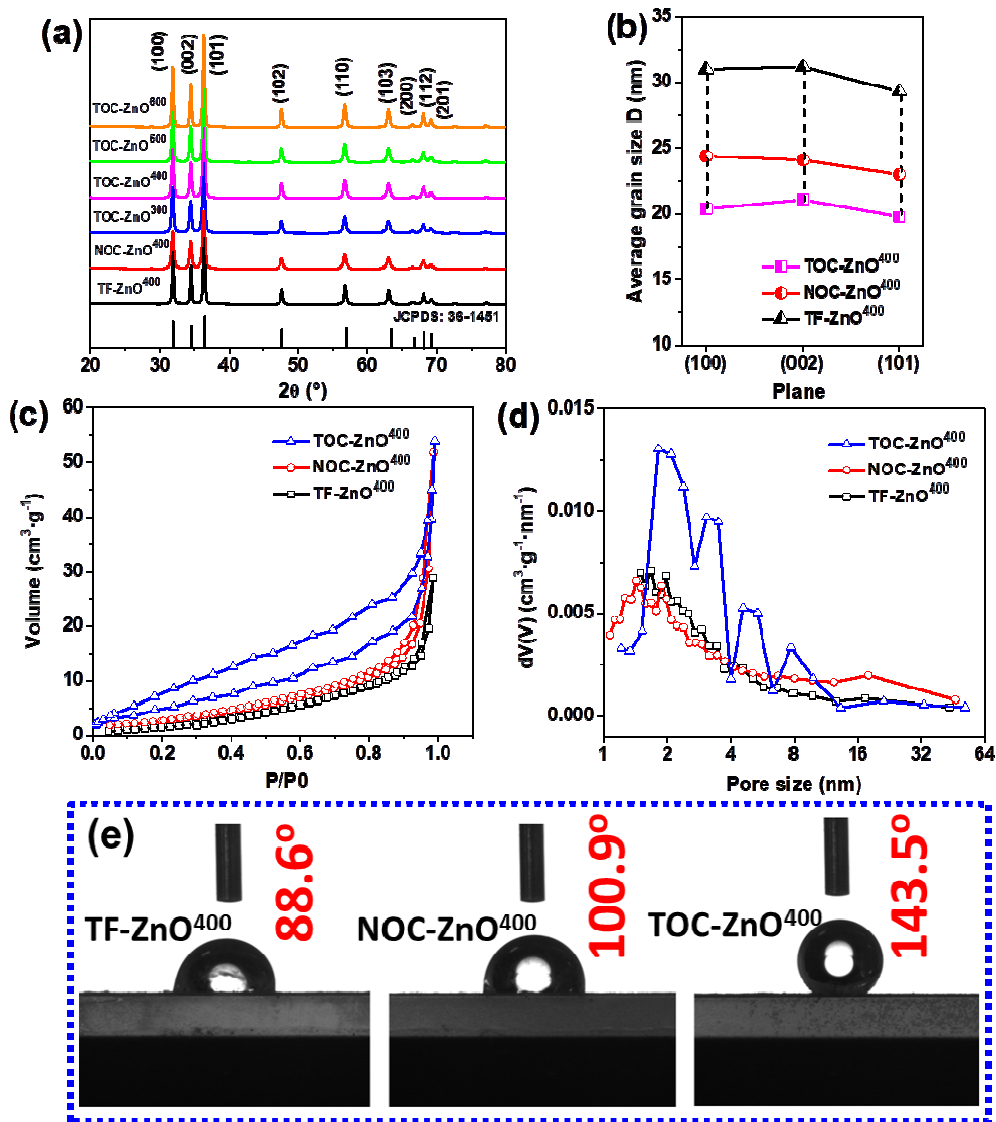 (a)
(100)
(002)
(101)
(102)
(110)
(103)
(200)
(112)
(201)
TOC-ZnO⁶⁰⁰
TOC-ZnO⁵⁰⁰
TOC-ZnO⁴⁰⁰
TOC-ZnO³⁰⁰
NOC-ZnO⁴⁰⁰
TF-ZnO⁴⁰⁰
JCPDS: 36-1451
20 30 40 50 60 70 80
2θ (°)
(b)
Average grain size D (nm)
35
30
25
20
15
10
TOC-ZnO⁴⁰⁰
NOC-ZnO⁴⁰⁰
TF-ZnO⁴⁰⁰
(100) (002) (101)
Plane
(c)
Volume (cm³·g⁻¹)
60
50
40
30
20
10
0
TOC-ZnO⁴⁰⁰
NOC-ZnO⁴⁰⁰
TF-ZnO⁴⁰⁰
0.0 0.2 0.4 0.6 0.8 1.0
P/P0
(d)
dV(V) (cm³·g⁻¹·nm⁻¹)
0.015
0.010
0.005
0.000
TOC-ZnO⁴⁰⁰
NOC-ZnO⁴⁰⁰
TF-ZnO⁴⁰⁰
1 2 4 8 16 32 64
Pore size (nm)
(e)
TF-ZnO⁴⁰⁰
88.6°
NOC-ZnO⁴⁰⁰
100.9°
TOC-ZnO⁴⁰⁰
143.5°